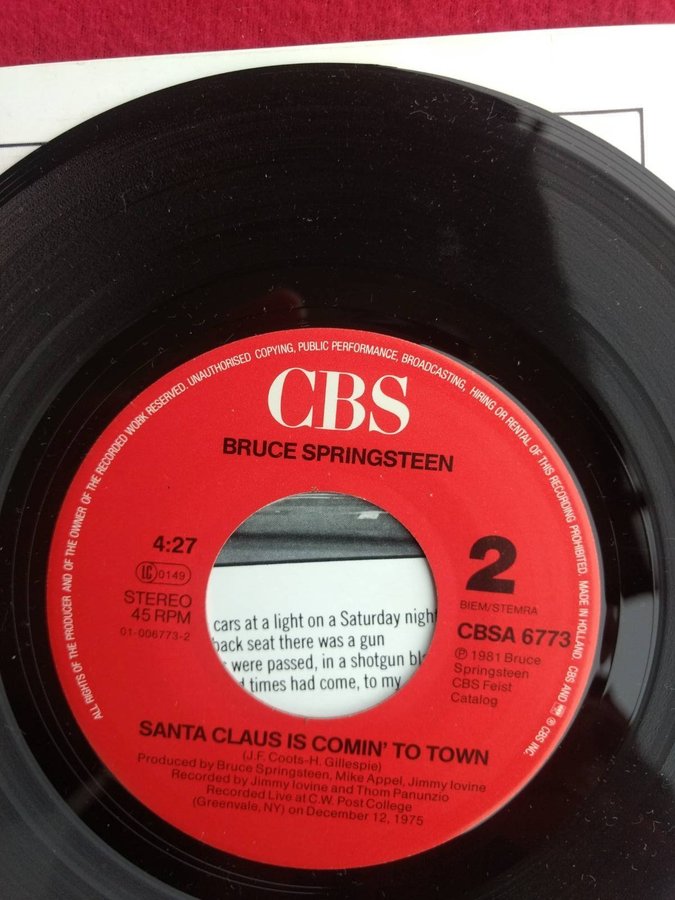 ALL RIGHTS OF THE PRODUCER AND OF THE OWNER OF THE RECORDED WORK RESERVED. UNAUTHORISED COPYING, PUBLIC PERFORMANCE, BROADCASTING, HIRING OR RENTAL OF THIS RECORDING PROHIBITED. MADE IN HOLLAND. CBS AND ® CBS INC
CBS
BRUCE SPRINGSTEEN
4:27
LC 0149
STEREO
45 RPM
01-006773-2
2
BIEM/STEMRA
CBSA 6773
℗ 1981 Bruce
Springsteen
CBS Feist
Catalog
cars at a light on a Saturday night
back seat there was a gun
were passed, in a shotgun
times had come, to my
SANTA CLAUS IS COMIN' TO TOWN
(J.F. Coots-H. Gillespie)
Produced by Bruce Springsteen, Mike Appel, Jimmy Iovine
Recorded by Jimmy Iovine and Thom Panunzio
Recorded Live at C.W. Post College
(Greenvale, NY) on December 12, 1975